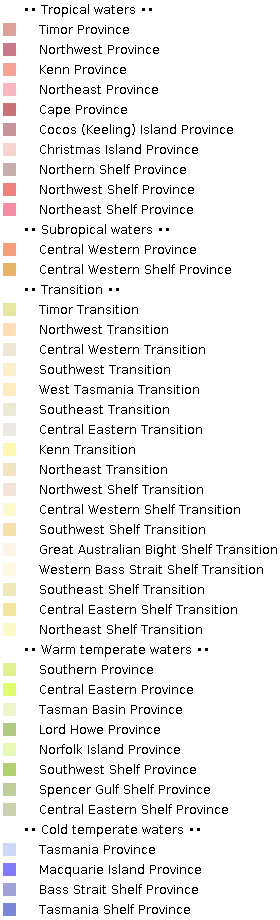 •• Tropical waters ••
Timor Province
Northwest Province
Kenn Province
Northeast Province
Cape Province
Cocos (Keeling) Island Province
Christmas Island Province
Northern Shelf Province
Northwest Shelf Province
Northeast Shelf Province
•• Subropical waters ••
Central Western Province
Central Western Shelf Province
•• Transition ••
Timor Transition
Northwest Transition
Central Western Transition
Southwest Transition
West Tasmania Transition
Southeast Transition
Central Eastern Transition
Kenn Transition
Northeast Transition
Northwest Shelf Transition
Central Western Shelf Transition
Southwest Shelf Transition
Great Australian Bight Shelf Transition
Western Bass Strait Shelf Transition
Southeast Shelf Transition
Central Eastern Shelf Transition
Northeast Shelf Transition
•• Warm temperate waters ••
Southern Province
Central Eastern Province
Tasman Basin Province
Lord Howe Province
Norfolk Island Province
Southwest Shelf Province
Spencer Gulf Shelf Province
Central Eastern Shelf Province
•• Cold temperate waters ••
Tasmania Province
Macquarie Island Province
Bass Strait Shelf Province
Tasmania Shelf Province